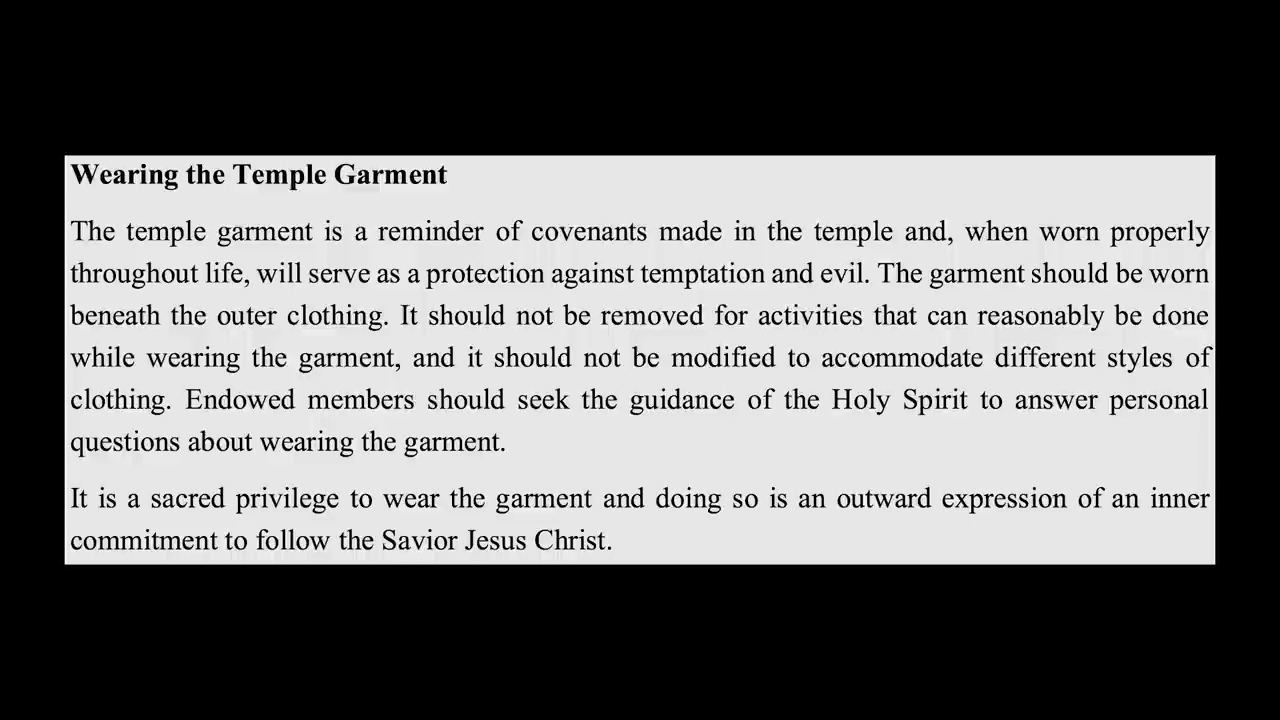 Wearing the Temple Garment
The temple garment is a reminder of covenants made in the temple and, when worn properly
throughout life, will serve as a protection against temptation and evil. The garment should be worn
beneath the outer clothing. It should not be removed for activities that can reasonably be done
while wearing the garment, and it should not be modified to accommodate different styles of
clothing. Endowed members should seek the guidance of the Holy Spirit to answer personal
questions about wearing the garment.
It is a sacred privilege to wear the garment and doing so is an outward expression of an inner
commitment to follow the Savior Jesus Christ.